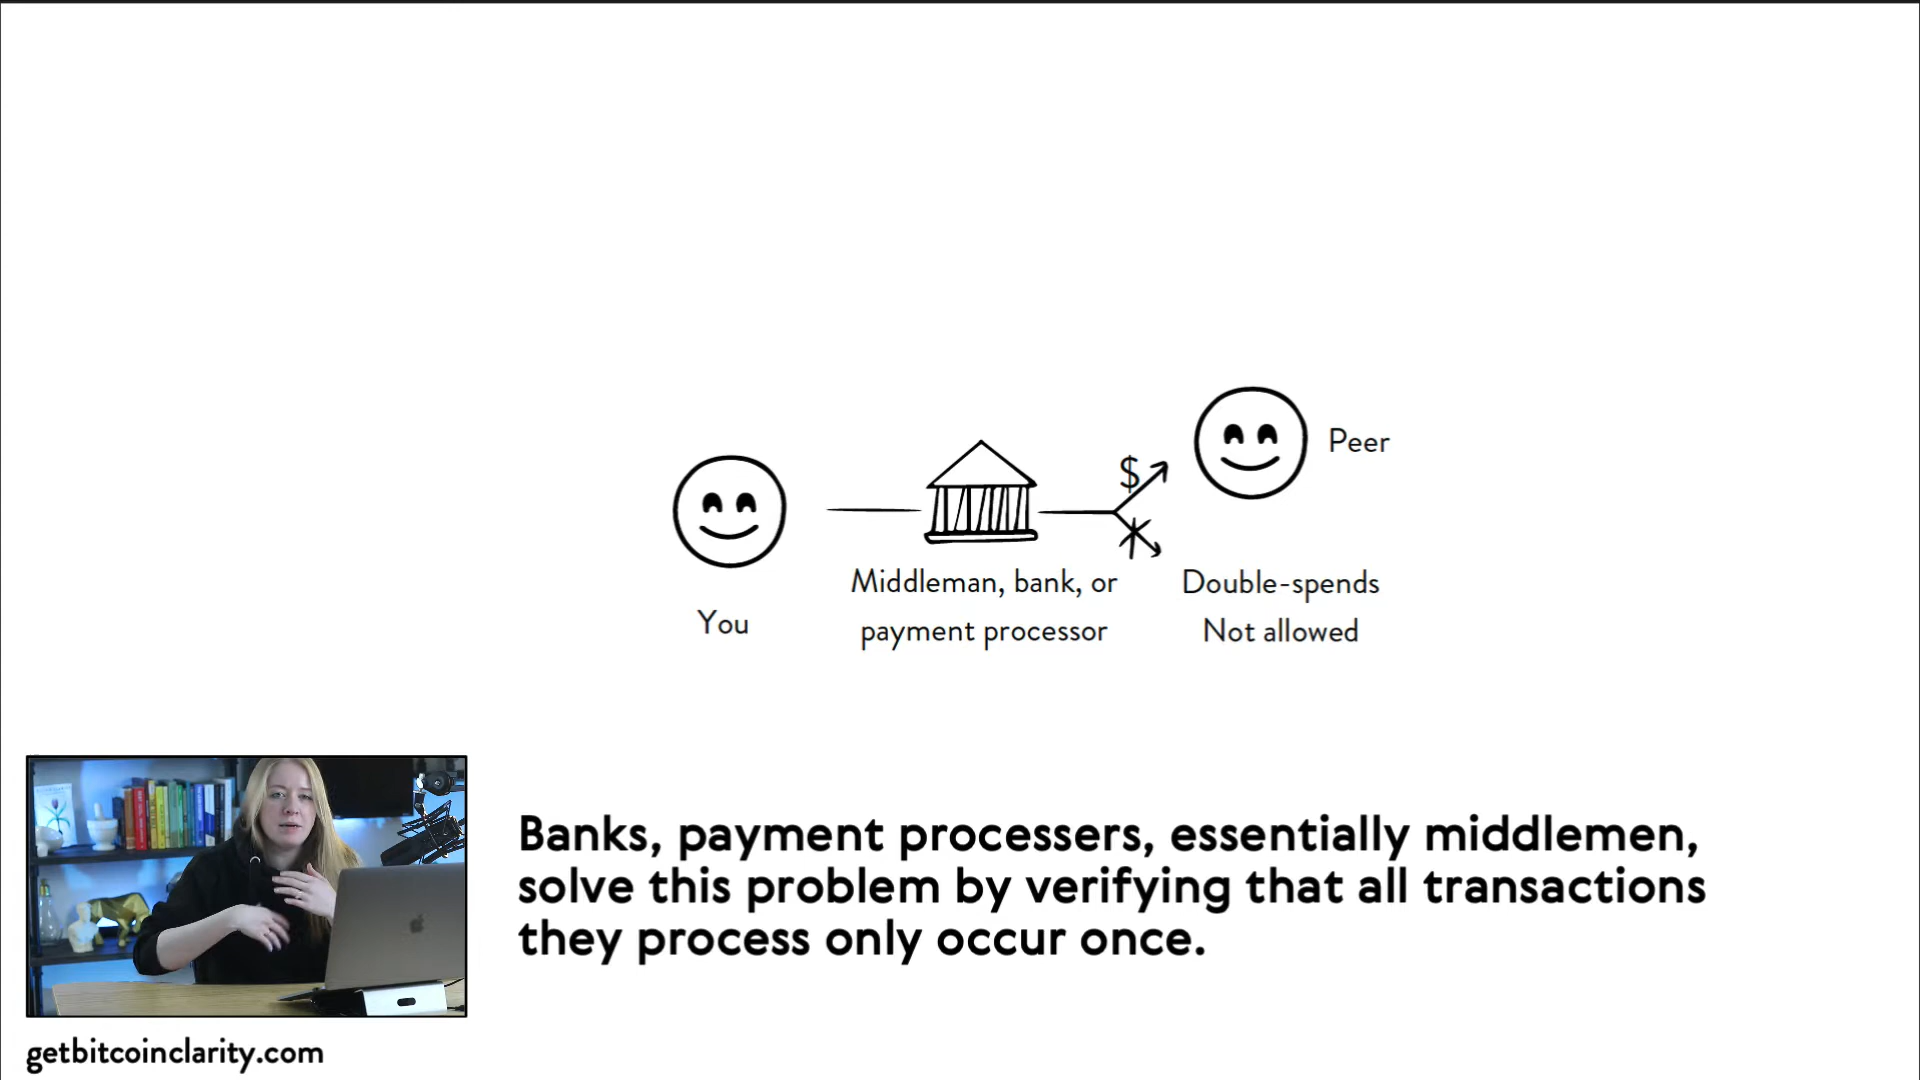 $
Peer
You
Middleman, bank, or
payment processor
Double-spends
Not allowed
Banks, payment processers, essentially middlemen,
solve this problem by verifying that all transactions
they process only occur once.
getbitcoinclarity.com